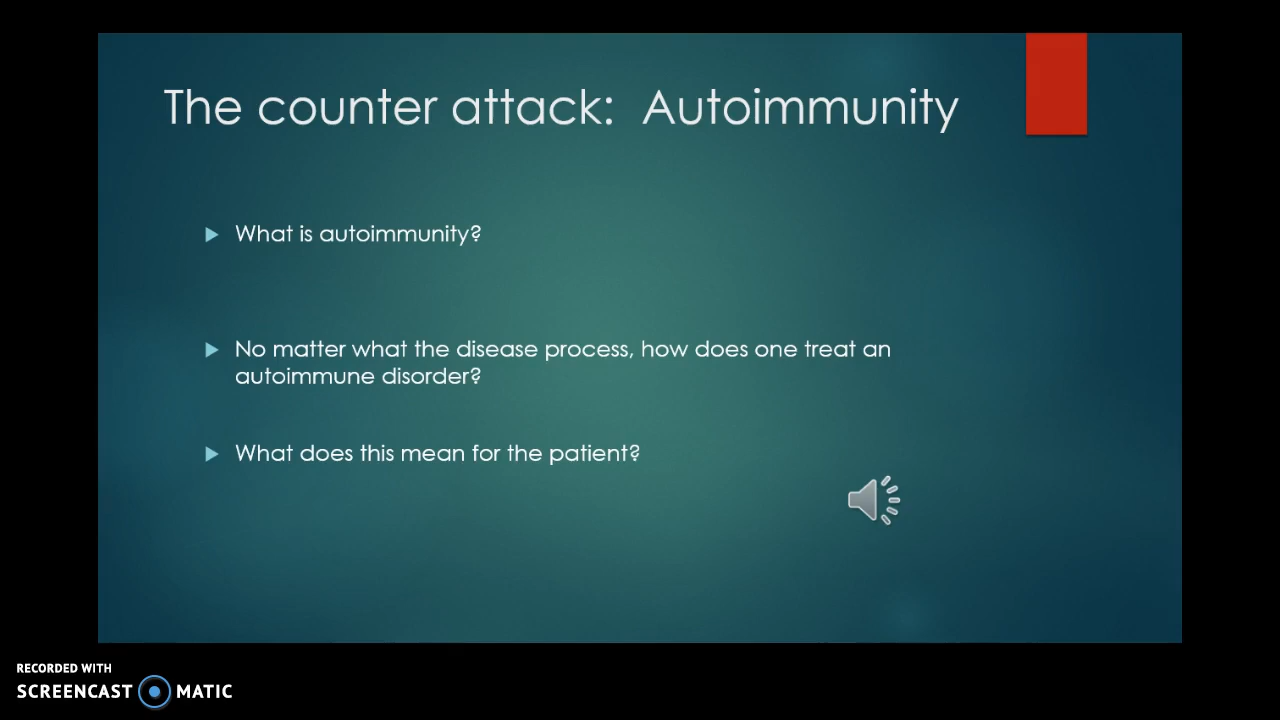 The counter attack: Autoimmunity
What is autoimmunity?
No matter what the disease process, how does one treat an
autoimmune disorder?
What does this mean for the patient?
RECORDED WITH
SCREENCAST MATIC